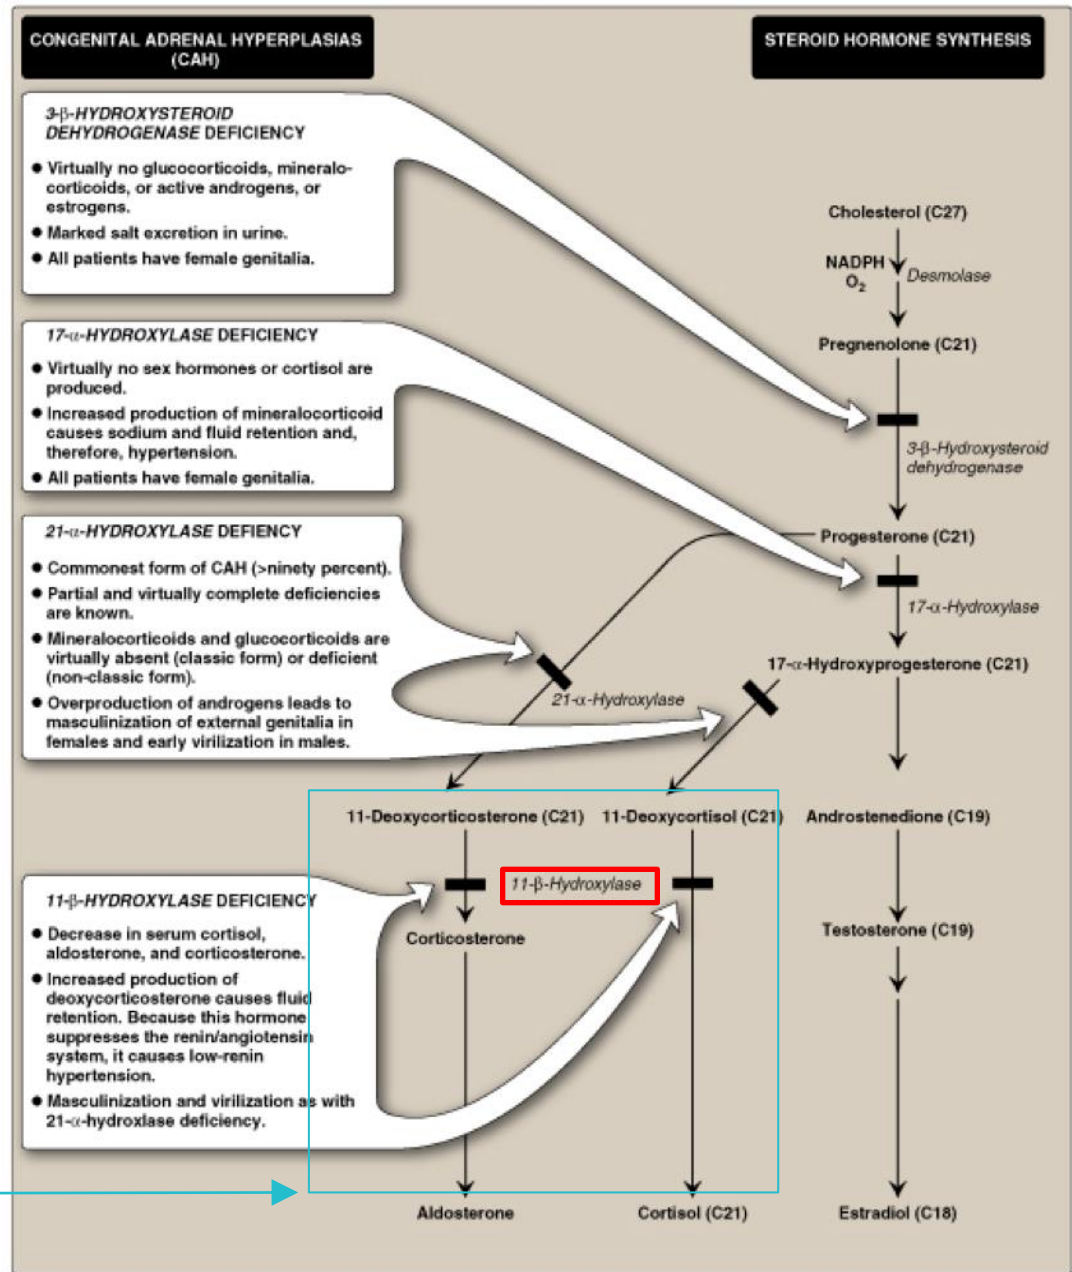 CONGENITAL ADRENAL HYPERPLASIAS
(CAH)
STEROID HORMONE SYNTHESIS
3-β-HYDROXYSTEROID
DEHYDROGENASE DEFICIENCY
● Virtually no glucocorticoids, mineralo-
corticoids, or active androgens, or
estrogens.
● Marked salt excretion in urine.
● All patients have female genitalia.
17-α-HYDROXYLASE DEFICIENCY
● Virtually no sex hormones or cortisol are
produced.
● Increased production of mineralocorticoid
causes sodium and fluid retention and,
therefore, hypertension.
● All patients have female genitalia.
21-α-HYDROXYLASE DEFIENCY
● Commonest form of CAH (>ninety percent).
● Partial and virtually complete deficiencies
are known.
● Mineralocorticoids and glucocorticoids are
virtually absent (classic form) or deficient
(non-classic form).
● Overproduction of androgens leads to
masculinization of external genitalia in
females and early virilization in males.
11-β-HYDROXYLASE DEFICIENCY
● Decrease in serum cortisol,
aldosterone, and corticosterone.
● Increased production of
deoxycorticosterone causes fluid
retention. Because this hormone
suppresses the renin/angiotensin
system, it causes low-renin
hypertension.
● Masculinization and virilization as with
21-α-hydroxlase deficiency.
Cholesterol (C27)
NADPH
O2
Desmolase
Pregnenolone (C21)
3-β-Hydroxysteroid
dehydrogenase
Progesterone (C21)
17-α-Hydroxylase
17-α-Hydroxyprogesterone (C21)
21-α-Hydroxylase
11-Deoxycorticosterone (C21)
11-Deoxycortisol (C21)
Androstenedione (C19)
11-β-Hydroxylase
Corticosterone
Testosterone (C19)
Aldosterone
Cortisol (C21)
Estradiol (C18)